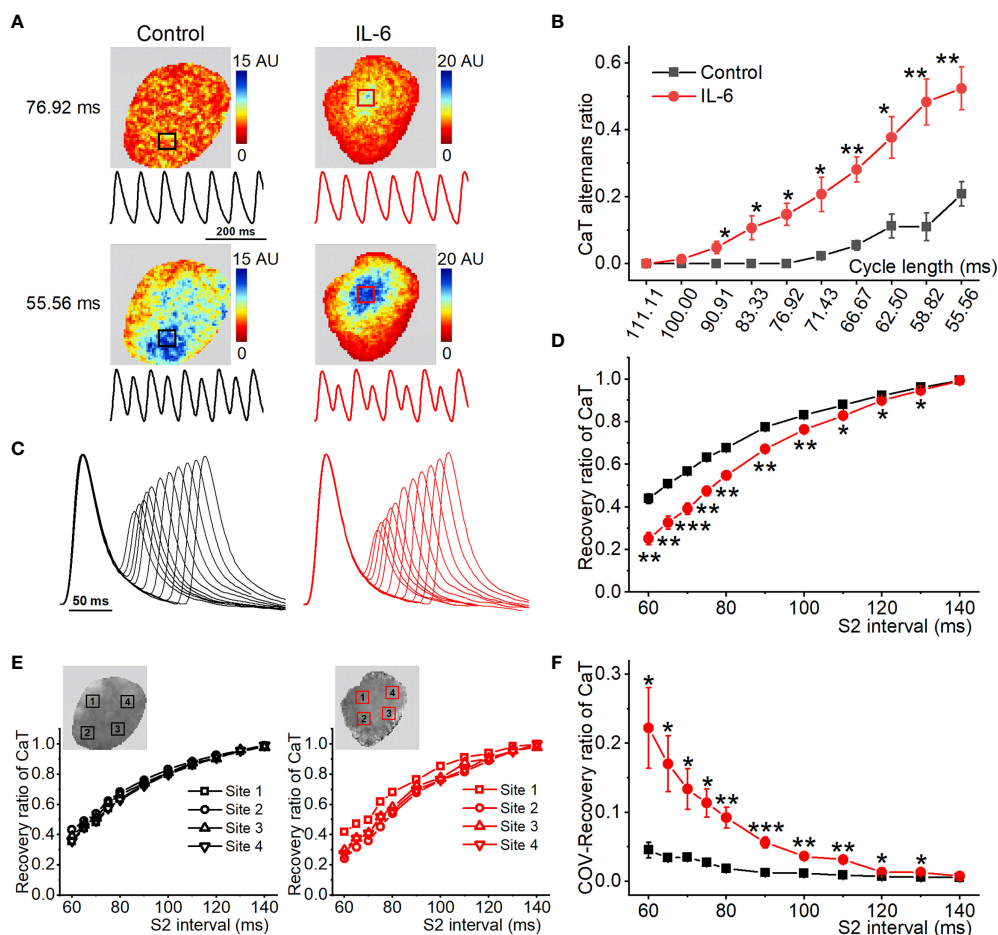 A
Control
IL-6
76.92 ms
15 AU
0
20 AU
0
200 ms
55.56 ms
15 AU
0
20 AU
0
B
CaT alternans ratio
0.6
0.4
0.2
0.0
Control
IL-6
* * * * ** * ** **
Cycle length (ms)
111.11 100.00 90.91 83.33 76.92 71.43 66.67 62.50 58.82 55.56
C
50 ms
D
Recovery ratio of CaT
1.0
0.8
0.6
0.4
0.2
0.0
** ** *** ** ** ** ** * * *
60 80 100 120 140
S2 interval (ms)
E
1 4
2 3
Recovery ratio of CaT
1.0
0.8
0.6
0.4
0.2
0.0
Site 1
Site 2
Site 3
Site 4
60 80 100 120 140
S2 interval (ms)
1 4
2 3
Recovery ratio of CaT
1.0
0.8
0.6
0.4
0.2
0.0
Site 1
Site 2
Site 3
Site 4
60 80 100 120 140
S2 interval (ms)
F
COV-Recovery ratio of CaT
0.3
0.2
0.1
0.0
* * * * ** *** ** ** * *
60 80 100 120 140
S2 interval (ms)